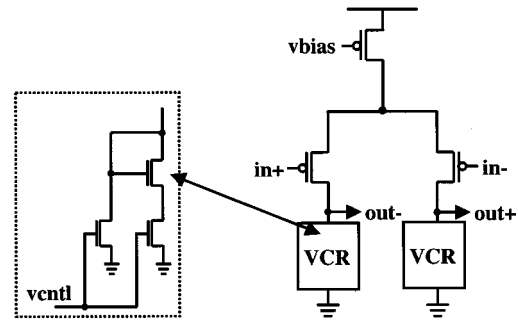 vbias
in+
in-
out-
out+
VCR
VCR
vcntl